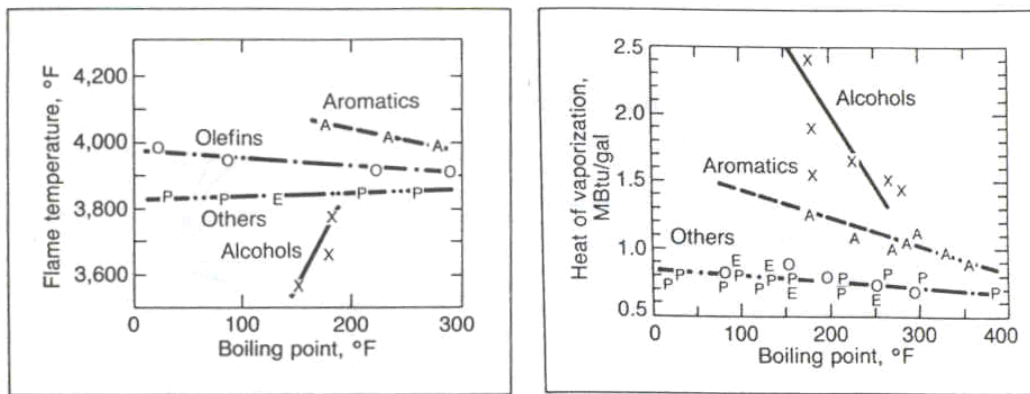 Flame temperature, °F
4,200
4,000
3,800
3,600
Aromatics
A
A
A
Olefins
O
O
O
O
P
P
E
P
P
Others
Alcohols
X
X
X
0 100 200 300
Boiling point, °F
Heat of vaporization,
MBtu/gal
2.5
2.0
1.5
1.0
0.5
X
Alcohols
X
X
X
X
X
Aromatics
A
A
A
A
A
A
A
Others
P P O P E P P E P O P E O P P O E P P O P
0 100 200 300 400
Boiling point, °F